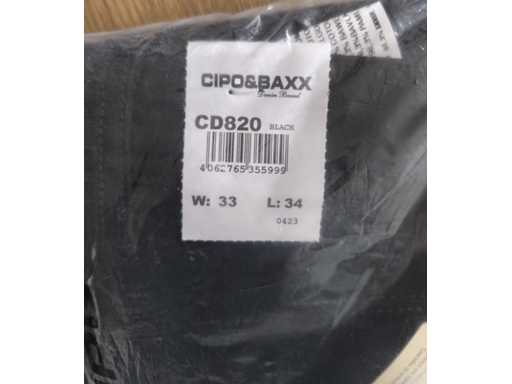 CIPO&BAXX
Denim Brand
CD820 BLACK
4062765355999
W: 33 L: 34
0423